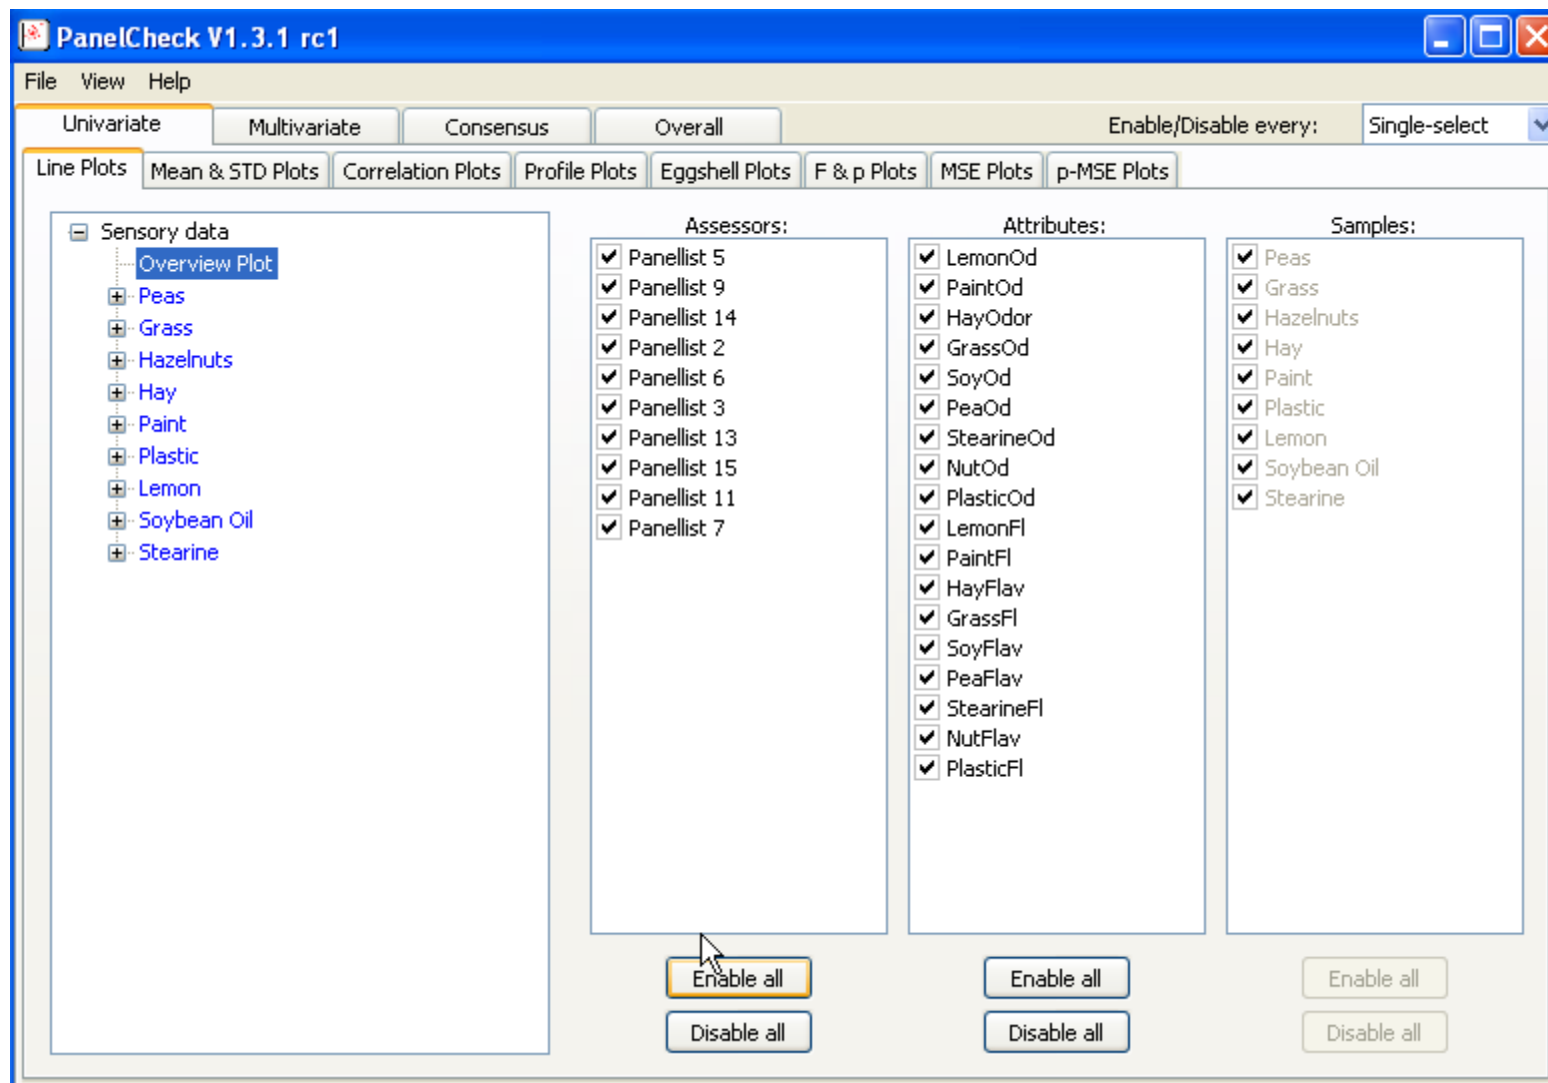 PanelCheck V1.3.1 rc1
File View Help
Univariate Multivariate Consensus Overall Enable/Disable every: Single-select
Line Plots Mean & STD Plots Correlation Plots Profile Plots Eggshell Plots F & p Plots MSE Plots p-MSE Plots
Sensory data
Overview Plot
Peas
Grass
Hazelnuts
Hay
Paint
Plastic
Lemon
Soybean Oil
Stearine
Assessors:
Panellist 5
Panellist 9
Panellist 14
Panellist 2
Panellist 6
Panellist 3
Panellist 13
Panellist 15
Panellist 11
Panellist 7
Enable all
Disable all
Attributes:
LemonOd
PaintOd
HayOdor
GrassOd
SoyOd
PeaOd
StearineOd
NutOd
PlasticOd
LemonFl
PaintFl
HayFlav
GrassFl
SoyFlav
PeaFlav
StearineFl
NutFlav
PlasticFl
Enable all
Disable all
Samples:
Peas
Grass
Hazelnuts
Hay
Paint
Plastic
Lemon
Soybean Oil
Stearine
Enable all
Disable all